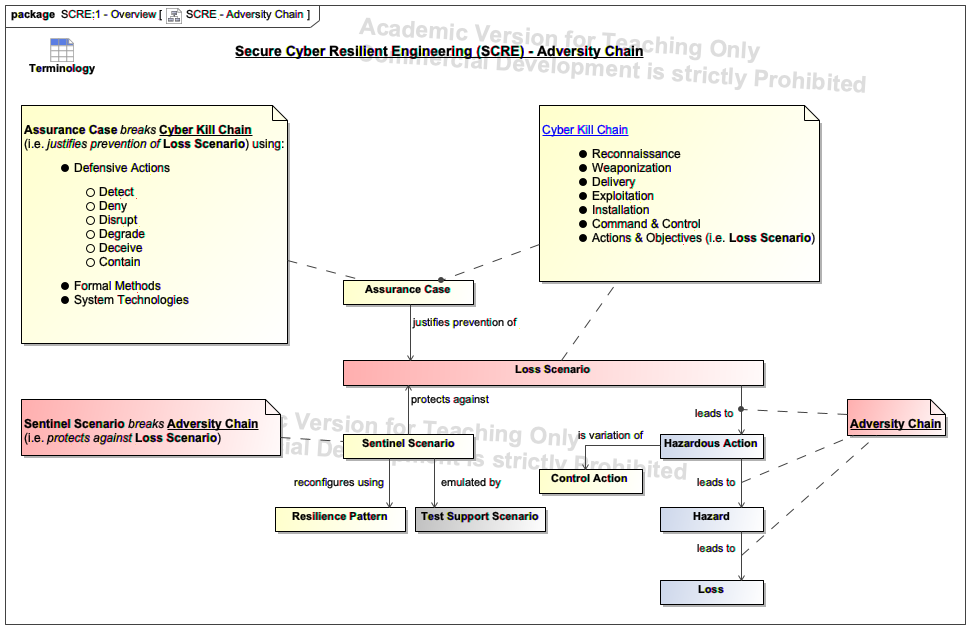 package SCRE:1 - Overview [ SCRE - Adversity Chain ]
Academic Version for Teaching Only
Commercial Development is strictly Prohibited
Secure Cyber Resilient Engineering (SCRE) - Adversity Chain
Terminology
Assurance Case breaks Cyber Kill Chain
(i.e. justifies prevention of Loss Scenario) using:
● Defensive Actions
○ Detect
○ Deny
○ Disrupt
○ Degrade
○ Deceive
○ Contain
● Formal Methods
● System Technologies
Cyber Kill Chain
● Reconnaissance
● Weaponization
● Delivery
● Exploitation
● Installation
● Command & Control
● Actions & Objectives (i.e. Loss Scenario)
Assurance Case
justifies prevention of
Loss Scenario
protects against
leads to
Sentinel Scenario breaks Adversity Chain
(i.e. protects against Loss Scenario)
Adversity Chain
c Version for Teaching Only
ial Development is strictly Prohibited
Sentinel Scenario
is variation of
Hazardous Action
reconfigures using
emulated by
Control Action
leads to
Resilience Pattern
Test Support Scenario
Hazard
leads to
Loss